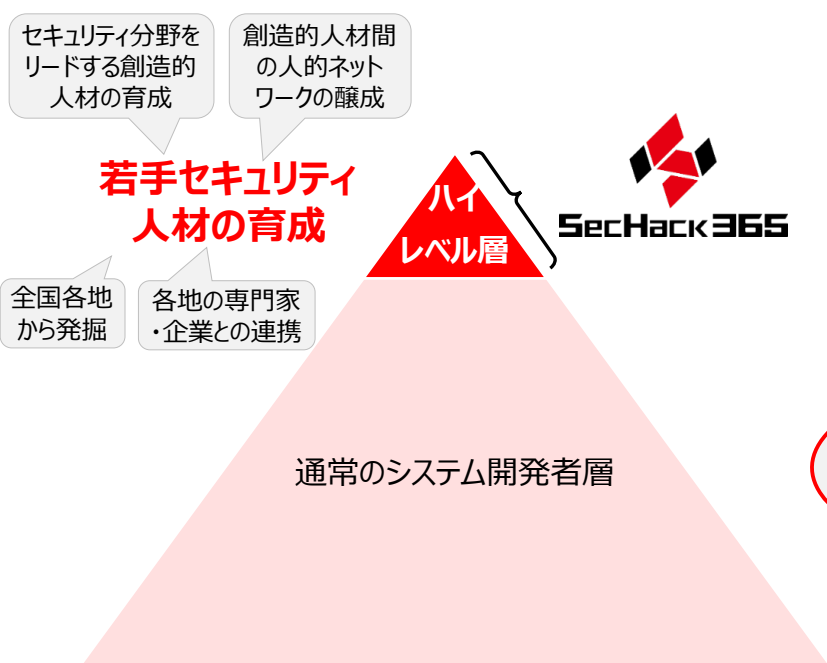 セキュリティ分野を
リードする創造的
人材の育成
創造的人材間
の人的ネット
ワークの醸成
若手セキュリティ
人材の育成
全国各地
から発掘
各地の専門家
・企業との連携
ハイ
レベル層
SecHack365
通常のシステム開発者層